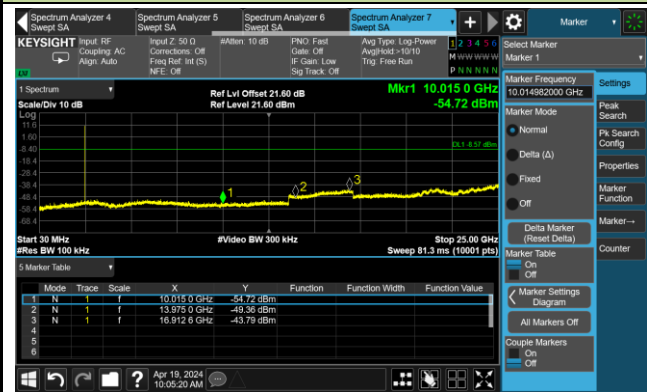 Spectrum Analyzer 4
Swept SA
Spectrum Analyzer 5
Swept SA
Spectrum Analyzer 6
Swept SA
Spectrum Analyzer 7
Swept SA
Marker
KEYSIGHT
Input: RF
Coupling: AC
Align: Auto
Input Z: 50 Ω
Corrections: Off
Freq Ref: Int (S)
NFE: Off
#Atten: 10 dB
PNO: Fast
Gate: Off
IF Gain: Low
Sig Track: Off
Avg Type: Log-Power
Avg|Hold >10/10
Trig: Free Run
1 2 3 4 5 6
M W W W W W
P N N N N N
Select Marker
Marker 1
1 Spectrum
Scale/Div 10 dB
Log
Ref Lvl Offset 21.60 dB
Ref Level 21.60 dBm
Mkr1 10.015 0 GHz
-54.72 dBm
11.6
1.60
-8.40
-18.4
-28.4
-38.4
-48.4
-58.4
-68.4
DL1 -8.57 dBm
1
2
3
Start 30 MHz
#Res BW 100 kHz
#Video BW 300 kHz
Stop 25.00 GHz
Sweep 81.3 ms (10001 pts)
5 Marker Table
Mode Trace Scale X Y Function Function Width Function Value
1 N 1 f 10.015 0 GHz -54.72 dBm
2 N 1 f 13.975 0 GHz -49.36 dBm
3 N 1 f 16.912 6 GHz -43.79 dBm
4
5
6
Marker Frequency
10.014982000 GHz
Marker Mode
Normal
Delta (Δ)
Fixed
Off
Delta Marker
(Reset Delta)
Marker Table
On
Off
Marker Settings
Diagram
All Markers Off
Couple Markers
On
Off
Settings
Peak
Search
Pk Search
Config
Properties
Marker
Function
Marker→
Counter
Apr 19, 2024
10:05:20 AM